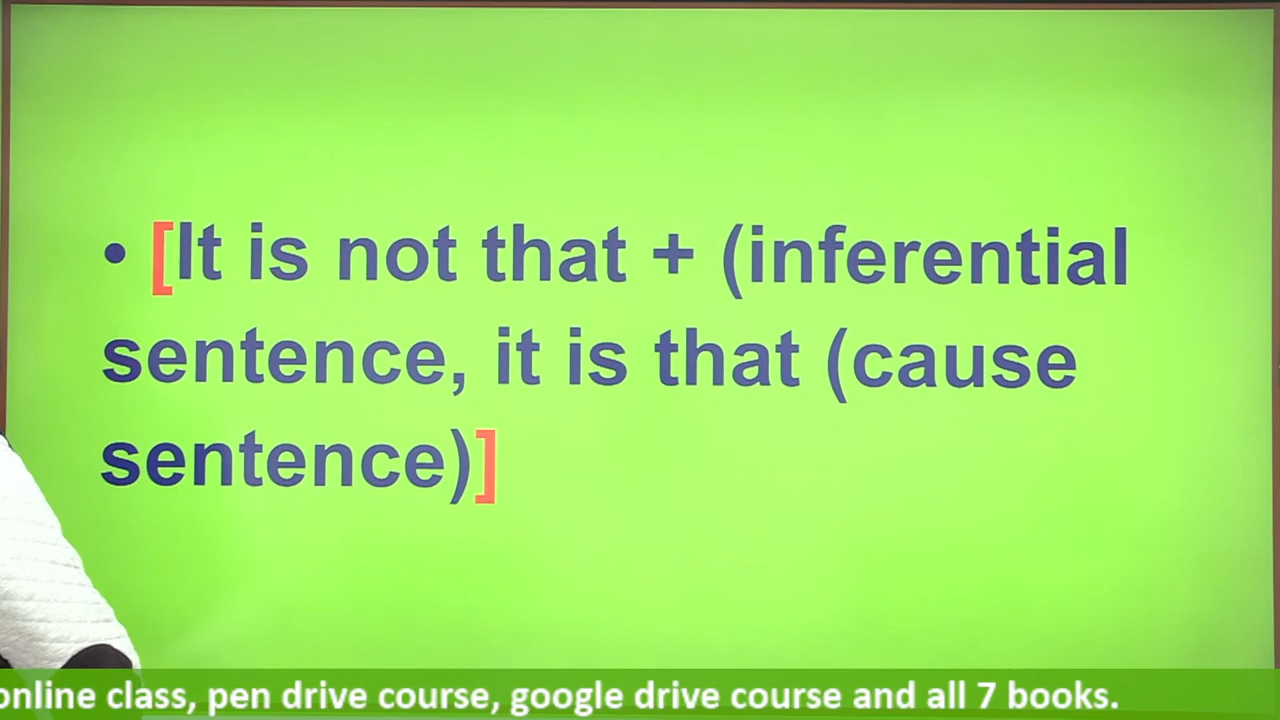 • [It is not that + (inferential
sentence, it is that (cause
sentence)]
online class, pen drive course, google drive course and all 7 books.